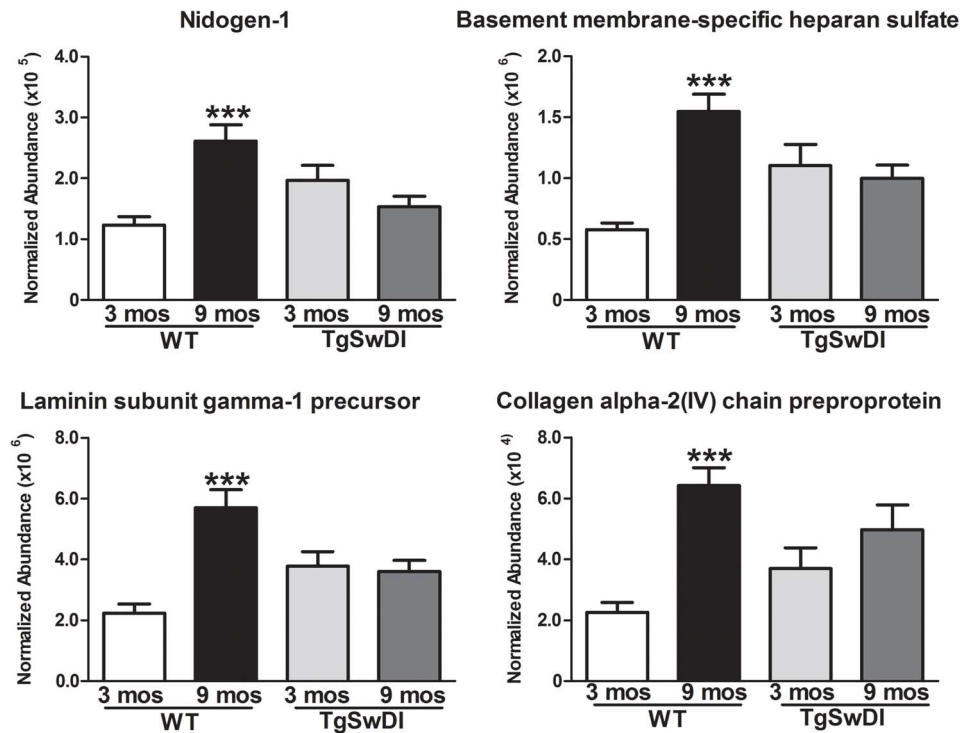 Nidogen-1
Normalized Abundance (x10 5)
4.0
3.0
2.0
1.0
0
***
3 mos 9 mos 3 mos 9 mos
WT TgSwDI
Basement membrane-specific heparan sulfate
Normalized Abundance (x10 6)
2.0
1.5
1.0
0.5
0
***
3 mos 9 mos 3 mos 9 mos
WT TgSwDI
Laminin subunit gamma-1 precursor
Normalized Abundance (x10 6)
8.0
6.0
4.0
2.0
0.0
***
3 mos 9 mos 3 mos 9 mos
WT TgSwDI
Collagen alpha-2(IV) chain preproprotein
Normalized Abundance (x10 4)
8.0
6.0
4.0
2.0
0
***
3 mos 9 mos 3 mos 9 mos
WT TgSwDI